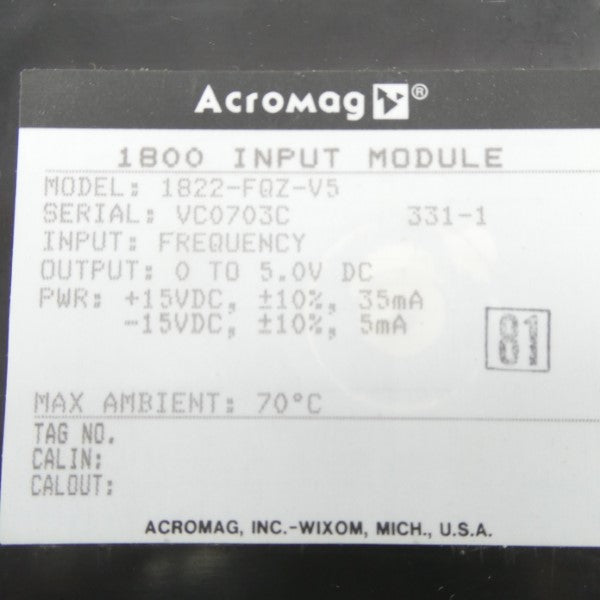 Acromag ®
1800 INPUT MODULE
MODEL: 1822-FQZ-V5
SERIAL: VC0703C 331-1
INPUT: FREQUENCY
OUTPUT: 0 TO 5.0V DC
PWR: +15VDC, ±10%, 35mA
-15VDC, ±10%, 5mA
81
MAX AMBIENT: 70°C
TAG NO.
CALIN:
CALOUT:
ACROMAG, INC.-WIXOM, MICH., U.S.A.